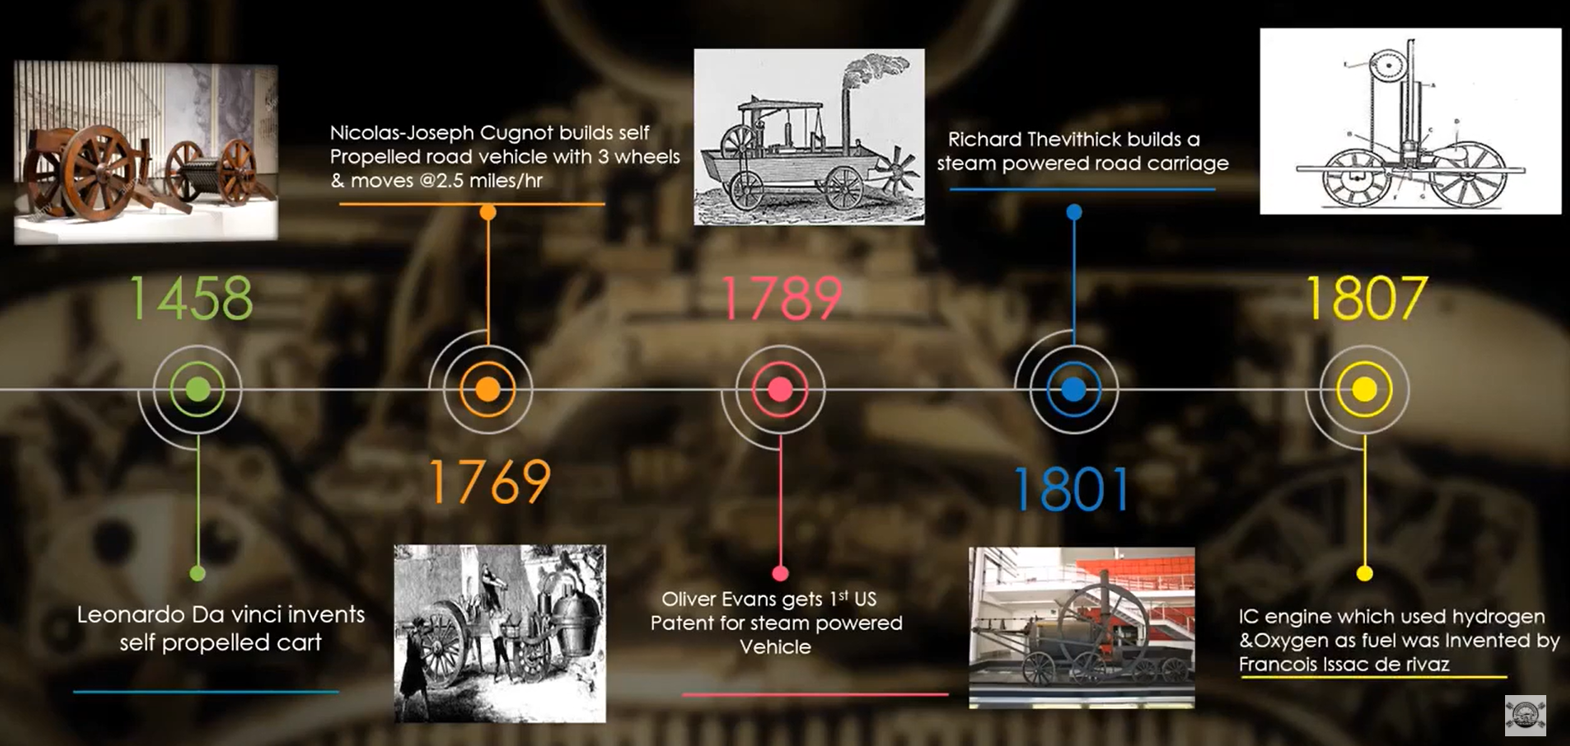 1458
Leonardo Da vinci invents
self propelled cart
Nicolas-Joseph Cugnot builds self
Propelled road vehicle with 3 wheels
& moves @2.5 miles/hr
1769
1789
Oliver Evans gets 1st US
Patent for steam powered
Vehicle
Richard Thevithick builds a
steam powered road carriage
1801
1807
IC engine which used hydrogen
&Oxygen as fuel was Invented by
Francois Issac de rivaz